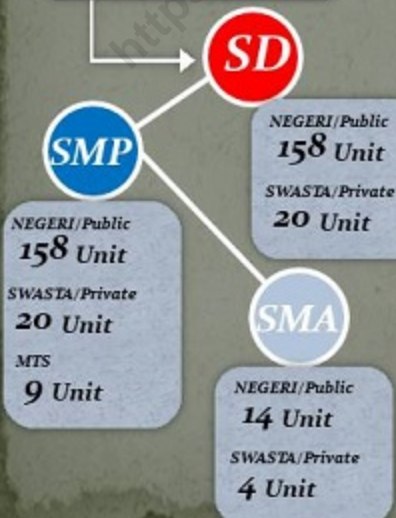 SD
NEGERI/Public
158 Unit
SWASTA/Private
20 Unit
SMP
NEGERI/Public
158 Unit
SWASTA/Private
20 Unit
MTS
9 Unit
SMA
NEGERI/Public
14 Unit
SWASTA/Private
4 Unit
http